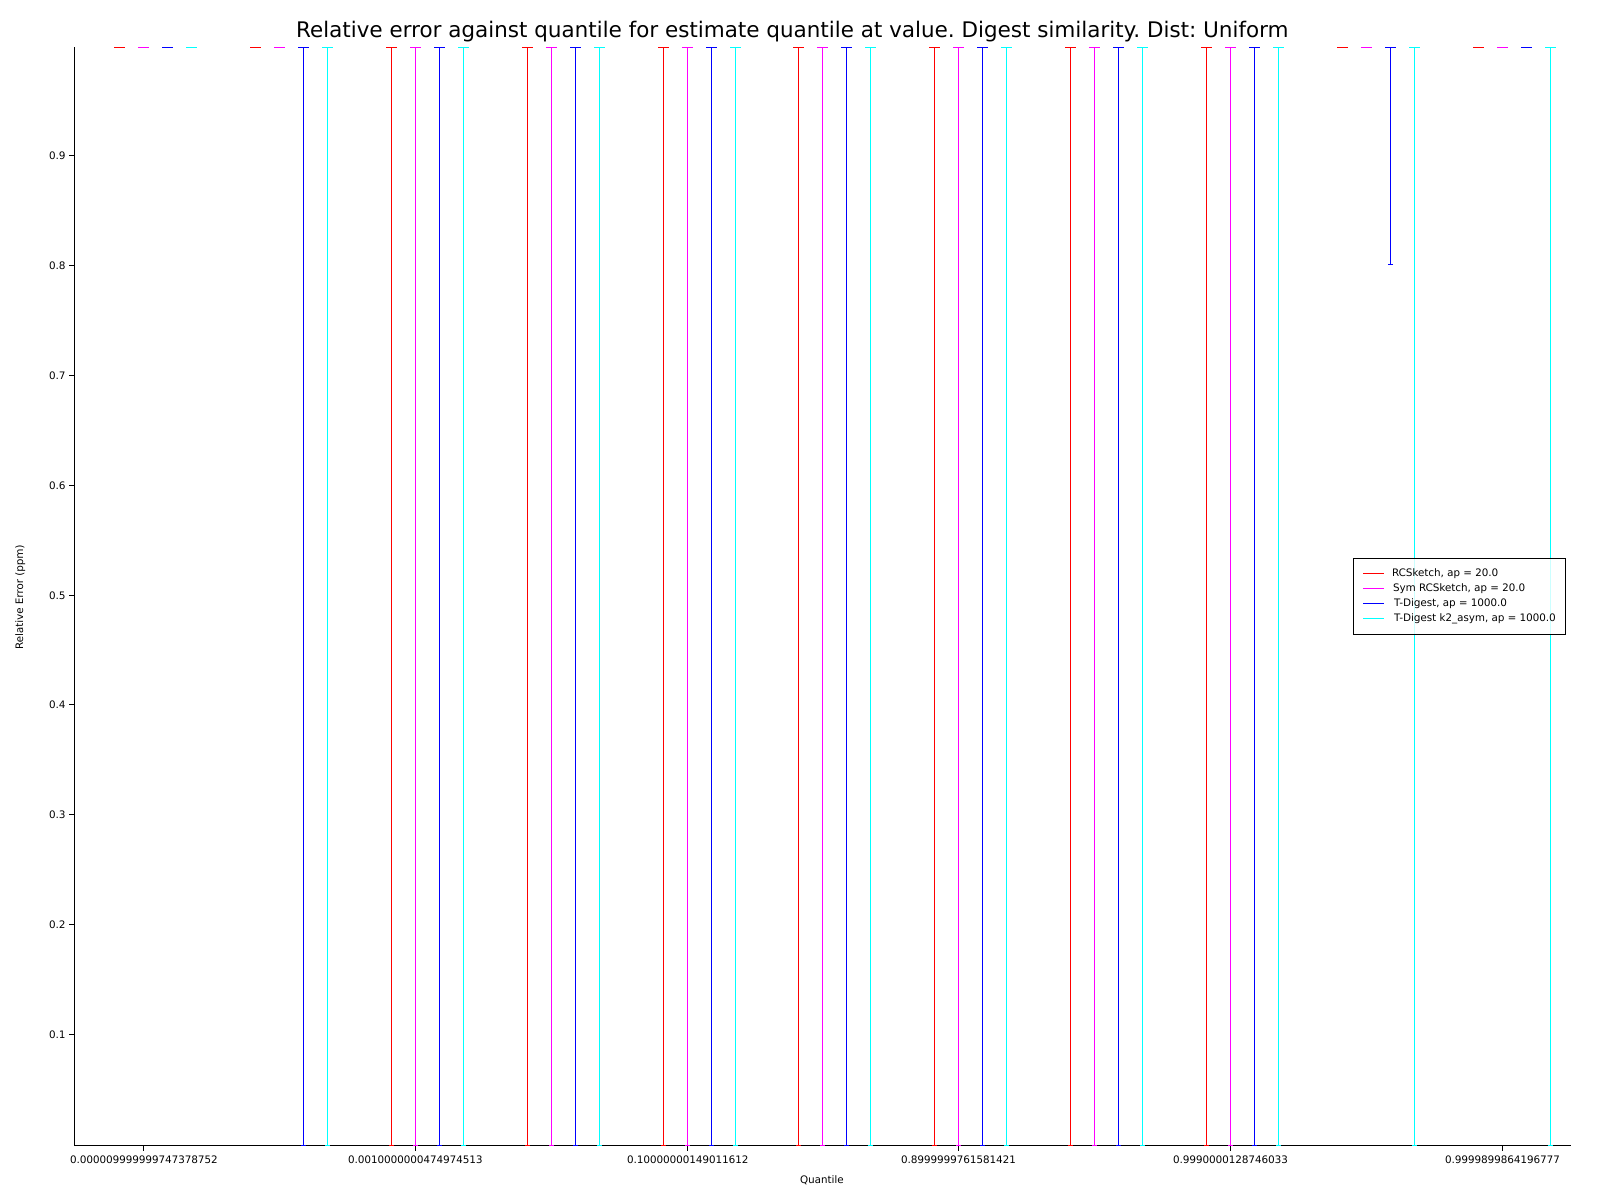 Relative error against quantile for estimate quantile at value. Digest similarity. Dist: Uniform
0.9
0.8
0.7
0.6
0.5
0.4
0.3
0.2
0.1
Relative Error (ppm)
RCSketch, ap = 20.0
Sym RCSketch, ap = 20.0
T-Digest, ap = 1000.0
T-Digest k2_asym, ap = 1000.0
0.000009999999747378752
0.0010000000474974513
0.10000000149011612
0.8999999761581421
0.9990000128746033
0.9999899864196777
Quantile